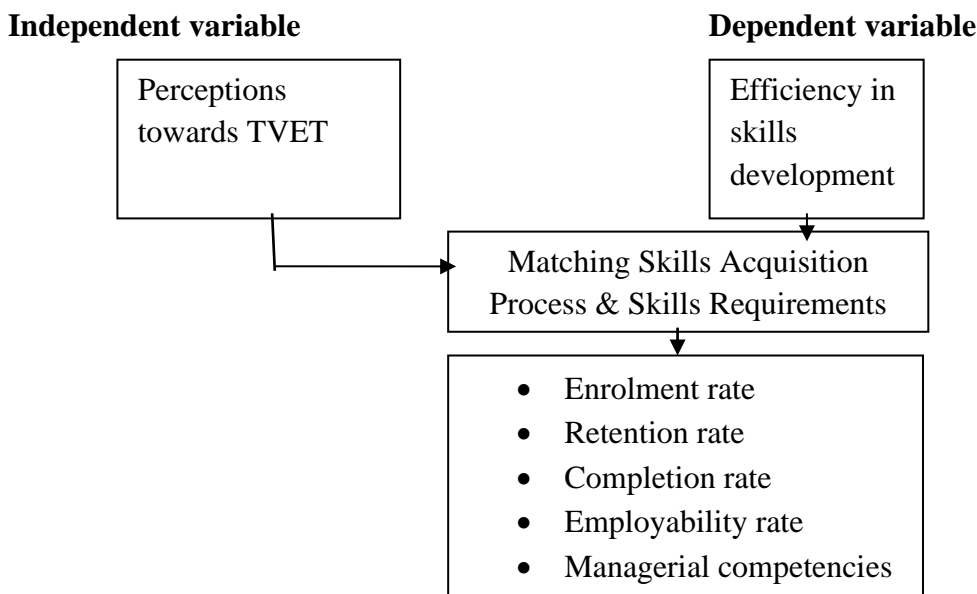 Independent variable
Dependent variable
Perceptions
towards TVET
Efficiency in
skills
development
Matching Skills Acquisition
Process & Skills Requirements
• Enrolment rate
• Retention rate
• Completion rate
• Employability rate
• Managerial competencies